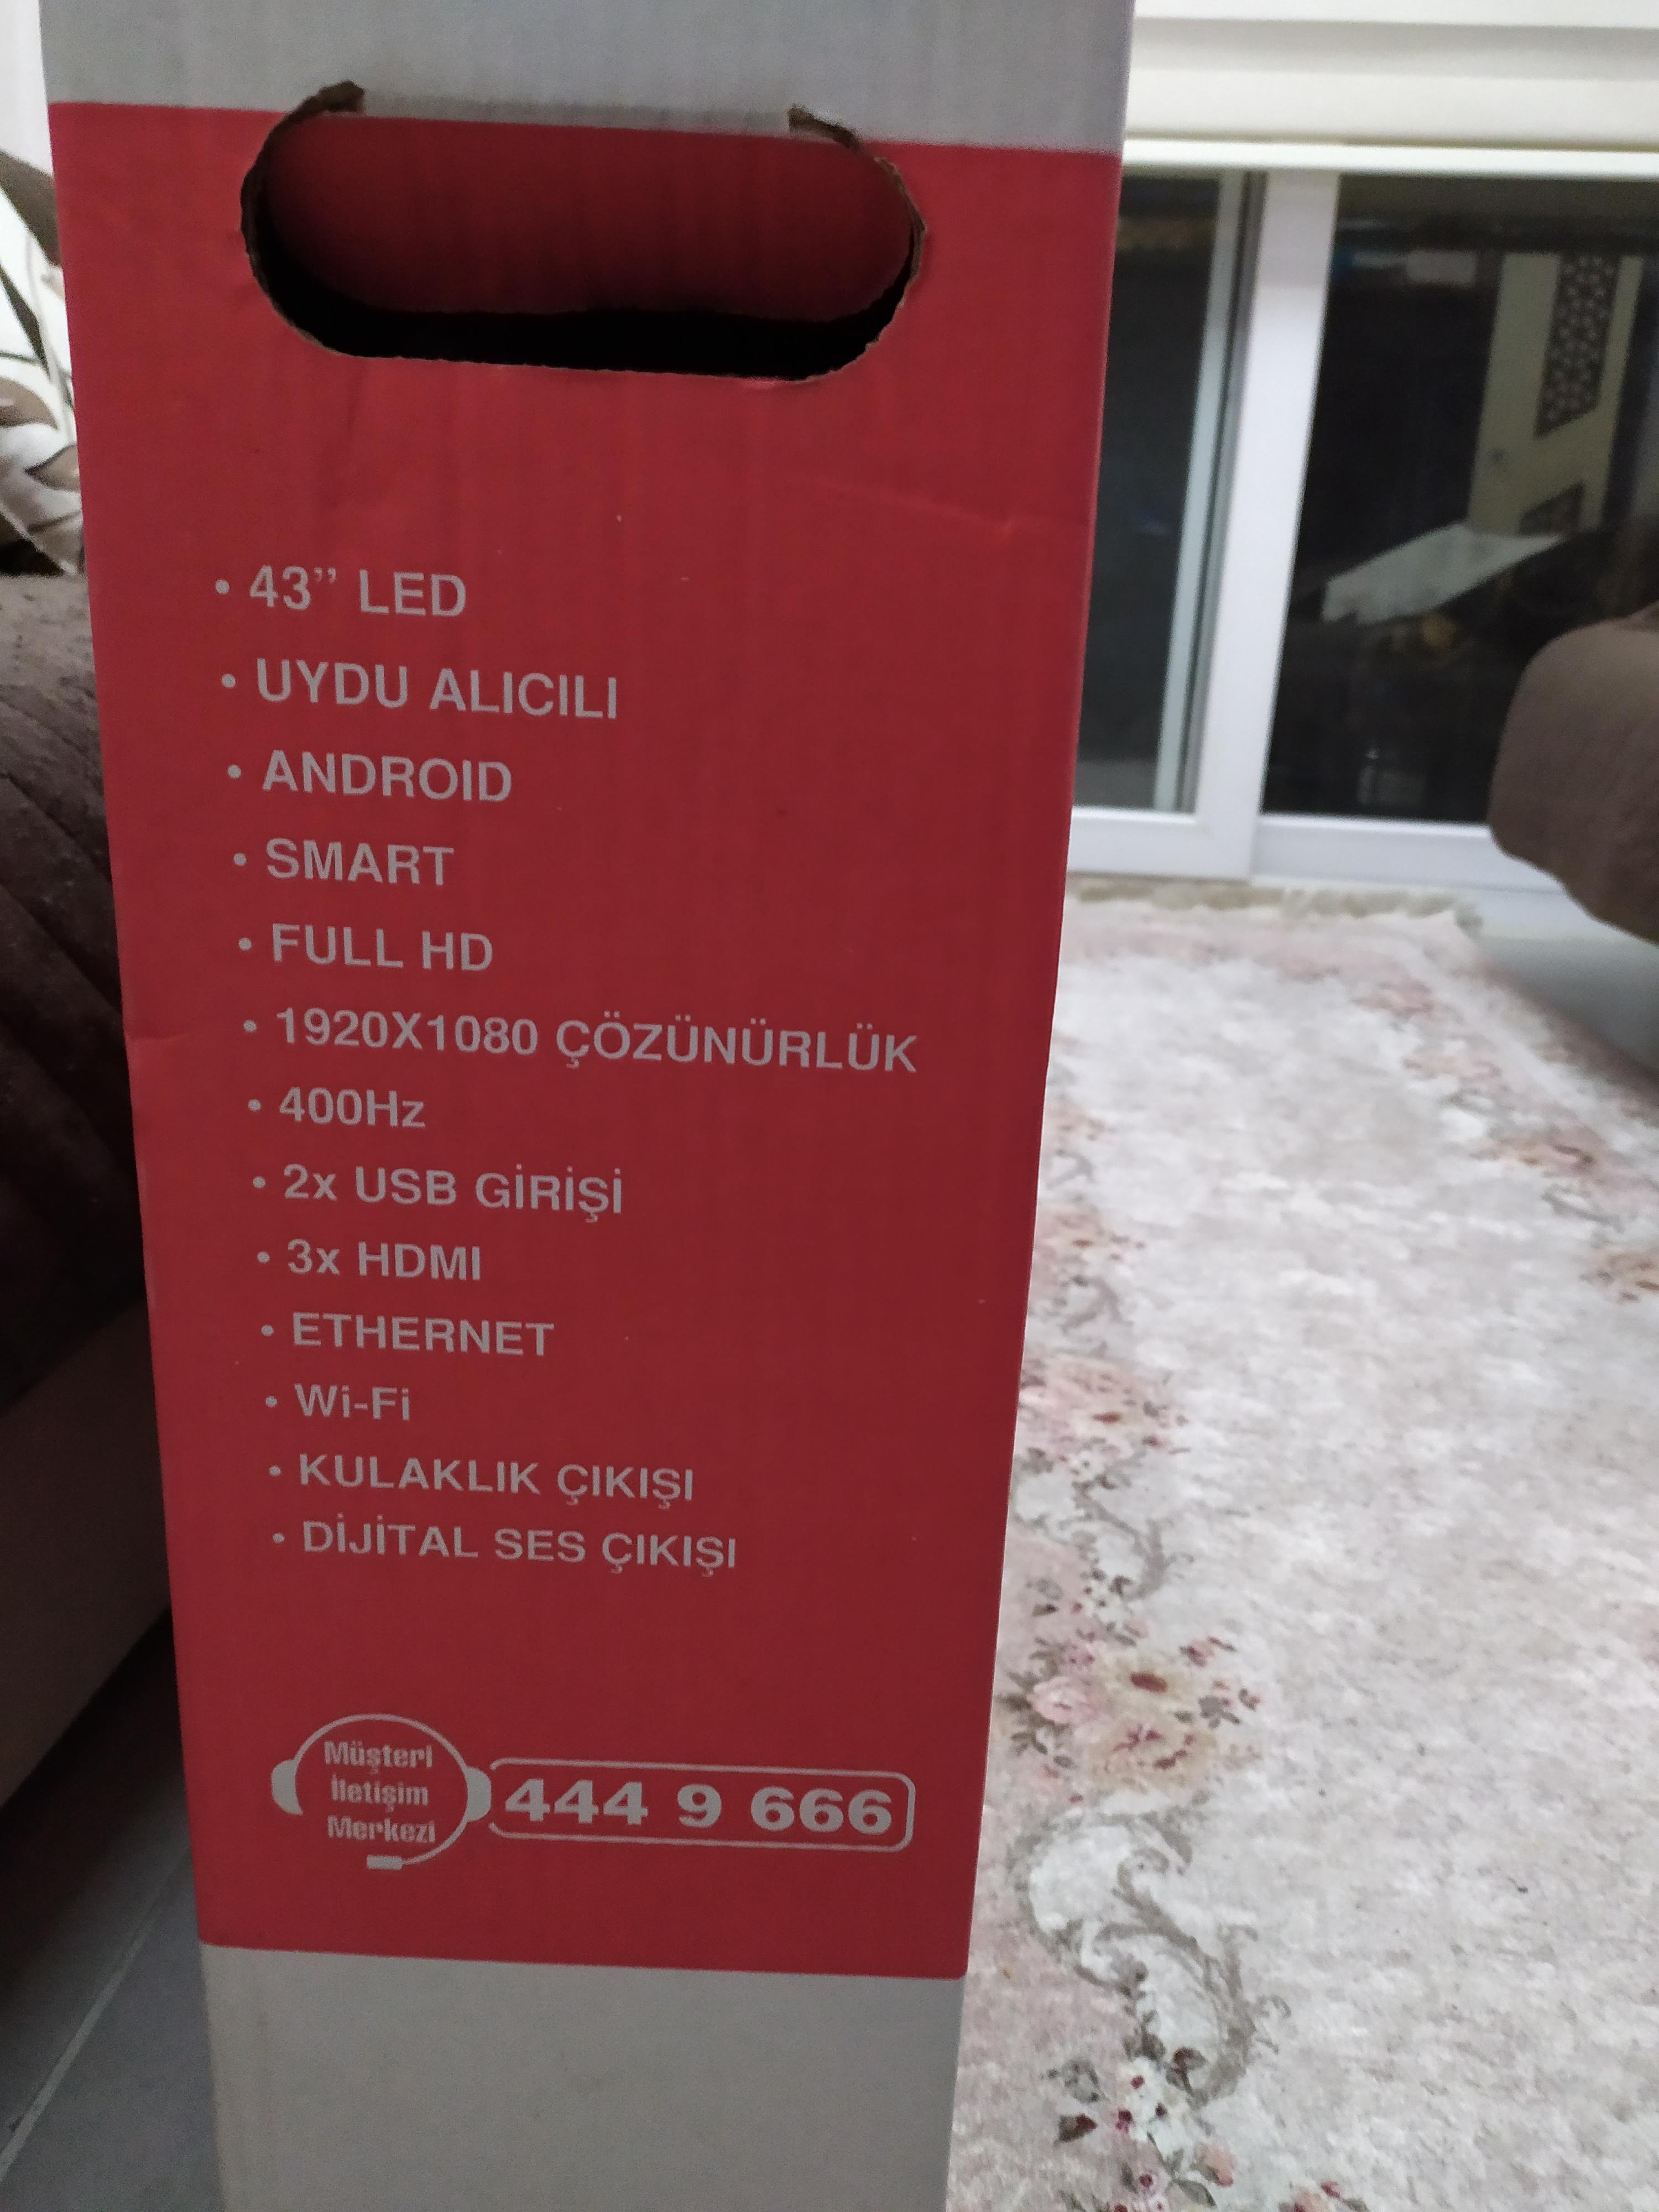 • 43” LED
• UYDU ALICILI
• ANDROID
• SMART
• FULL HD
• 1920X1080 ÇÖZÜNÜRLÜK
• 400Hz
• 2x USB GİRİŞİ
• 3x HDMI
• ETHERNET
• Wi-Fi
• KULAKLIK ÇIKIŞI
• DİJİTAL SES ÇIKIŞI
Müşteri
İletişim
Merkezi
444 9 666